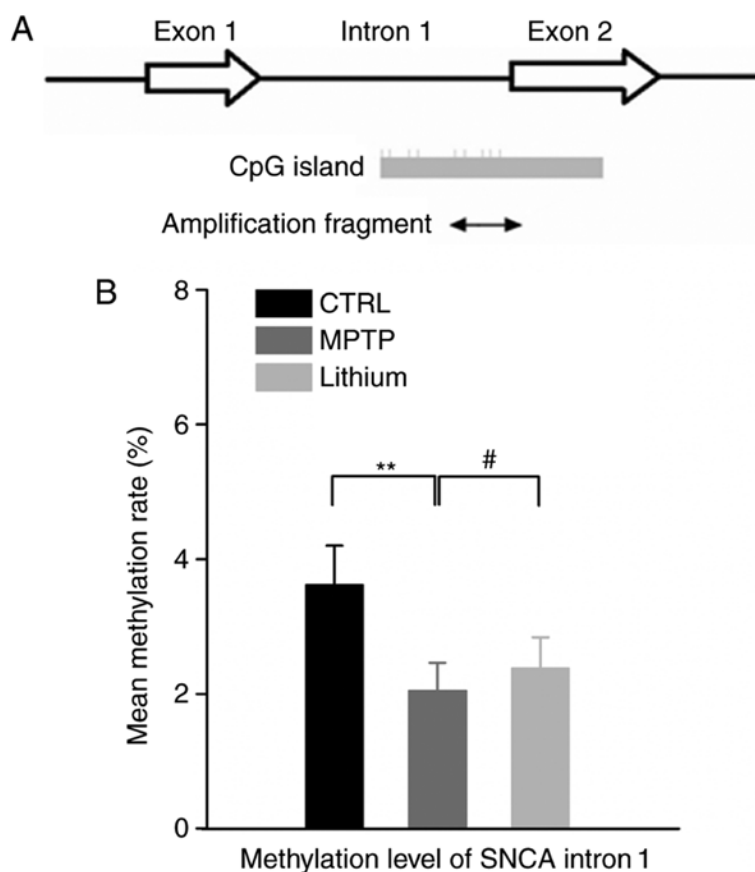 A
Exon 1 Intron 1 Exon 2
CpG island
Amplification fragment
B
8
CTRL
MPTP
Lithium
6
** #
4
2
0
Mean methylation rate (%)
Methylation level of SNCA intron 1